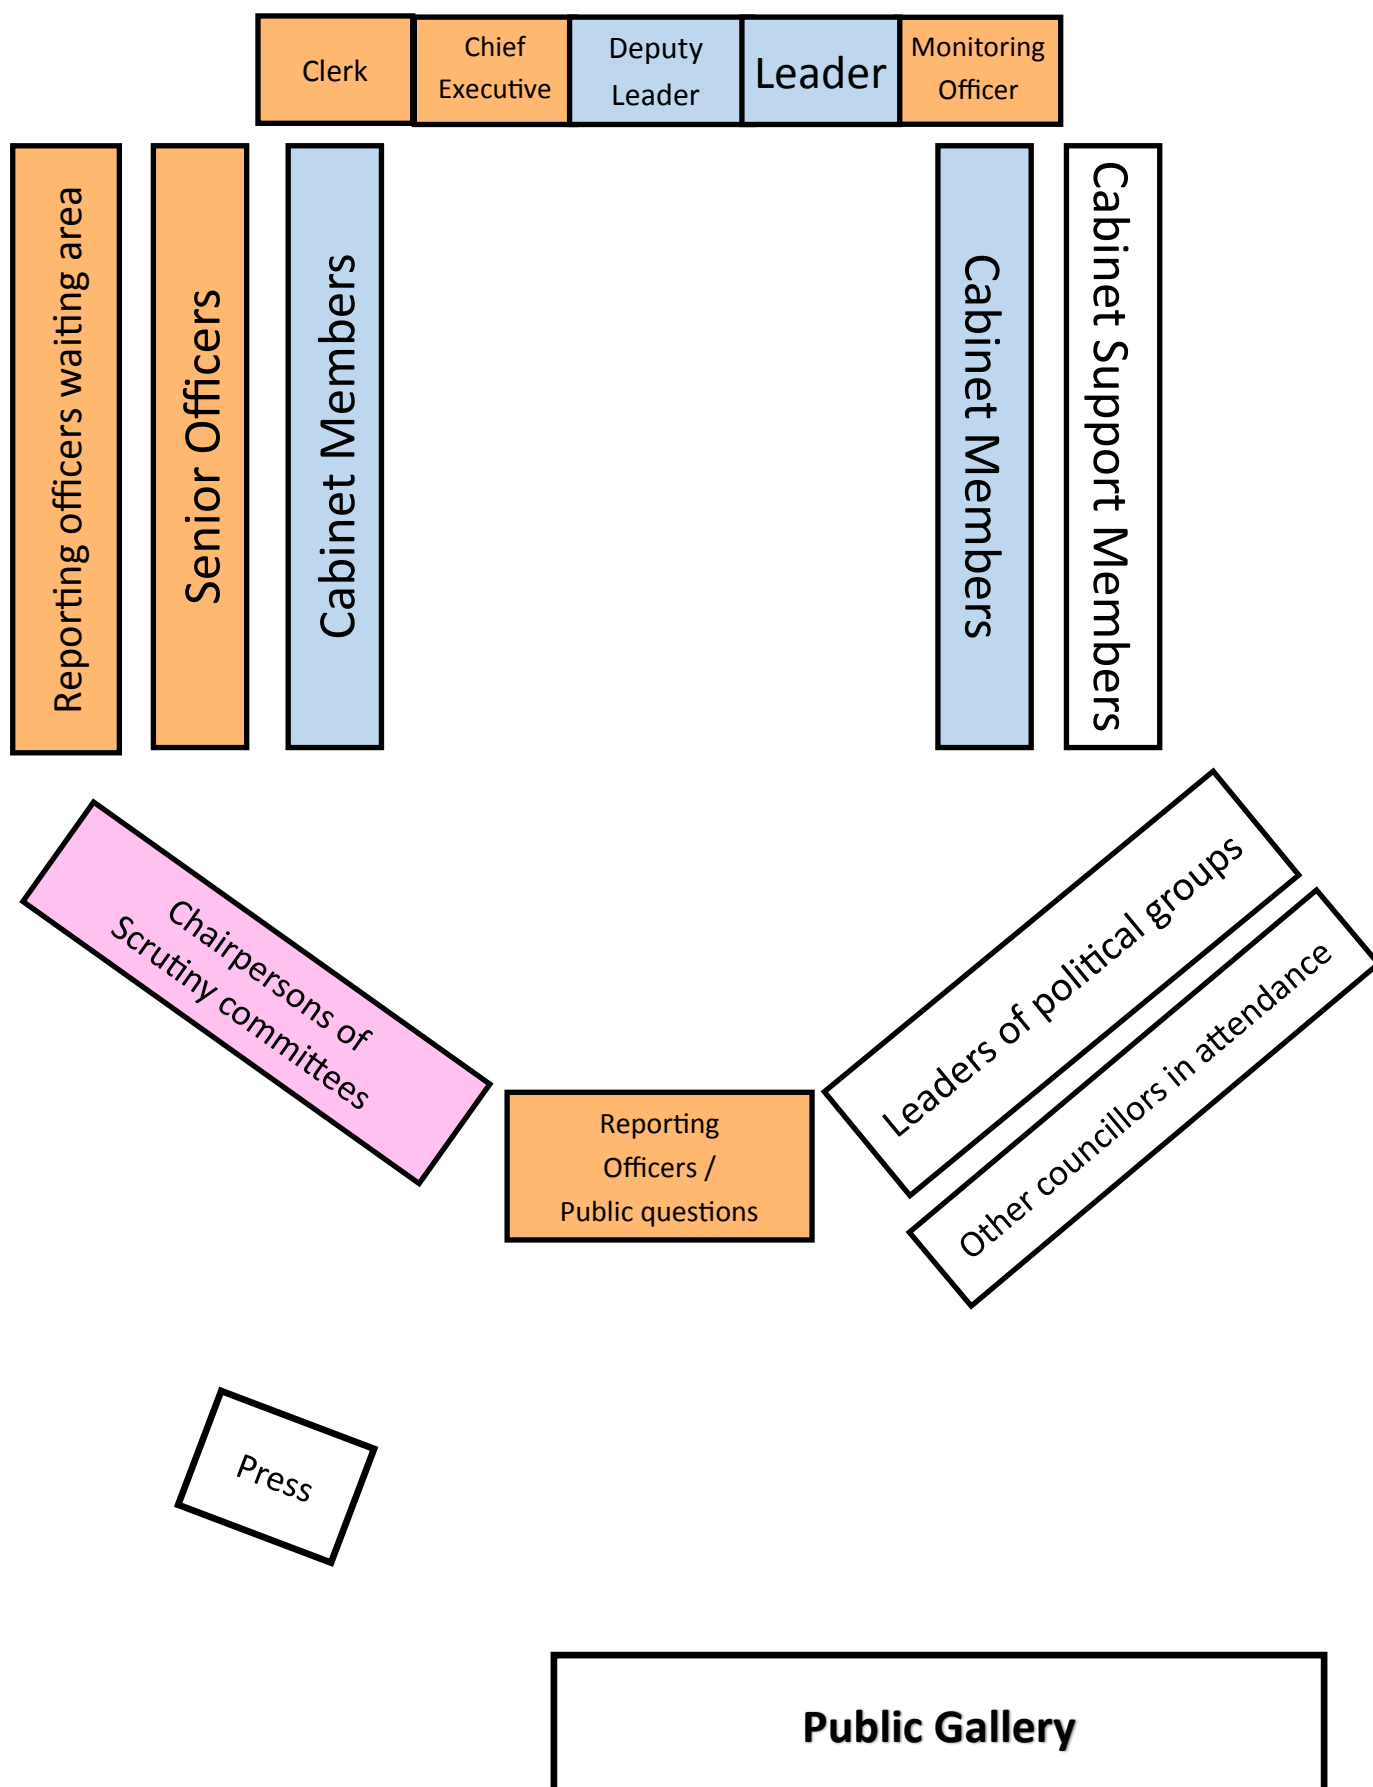 Clerk
Chief
Executive
Deputy
Leader
Leader
Monitoring
Officer
Reporting officers waiting area
Senior Officers
Cabinet Members
Cabinet Members
Cabinet Support Members
Chairpersons of
Scrutiny committees
Leaders of political groups
Other councillors in attendance
Reporting
Officers /
Public questions
Press
Public Gallery